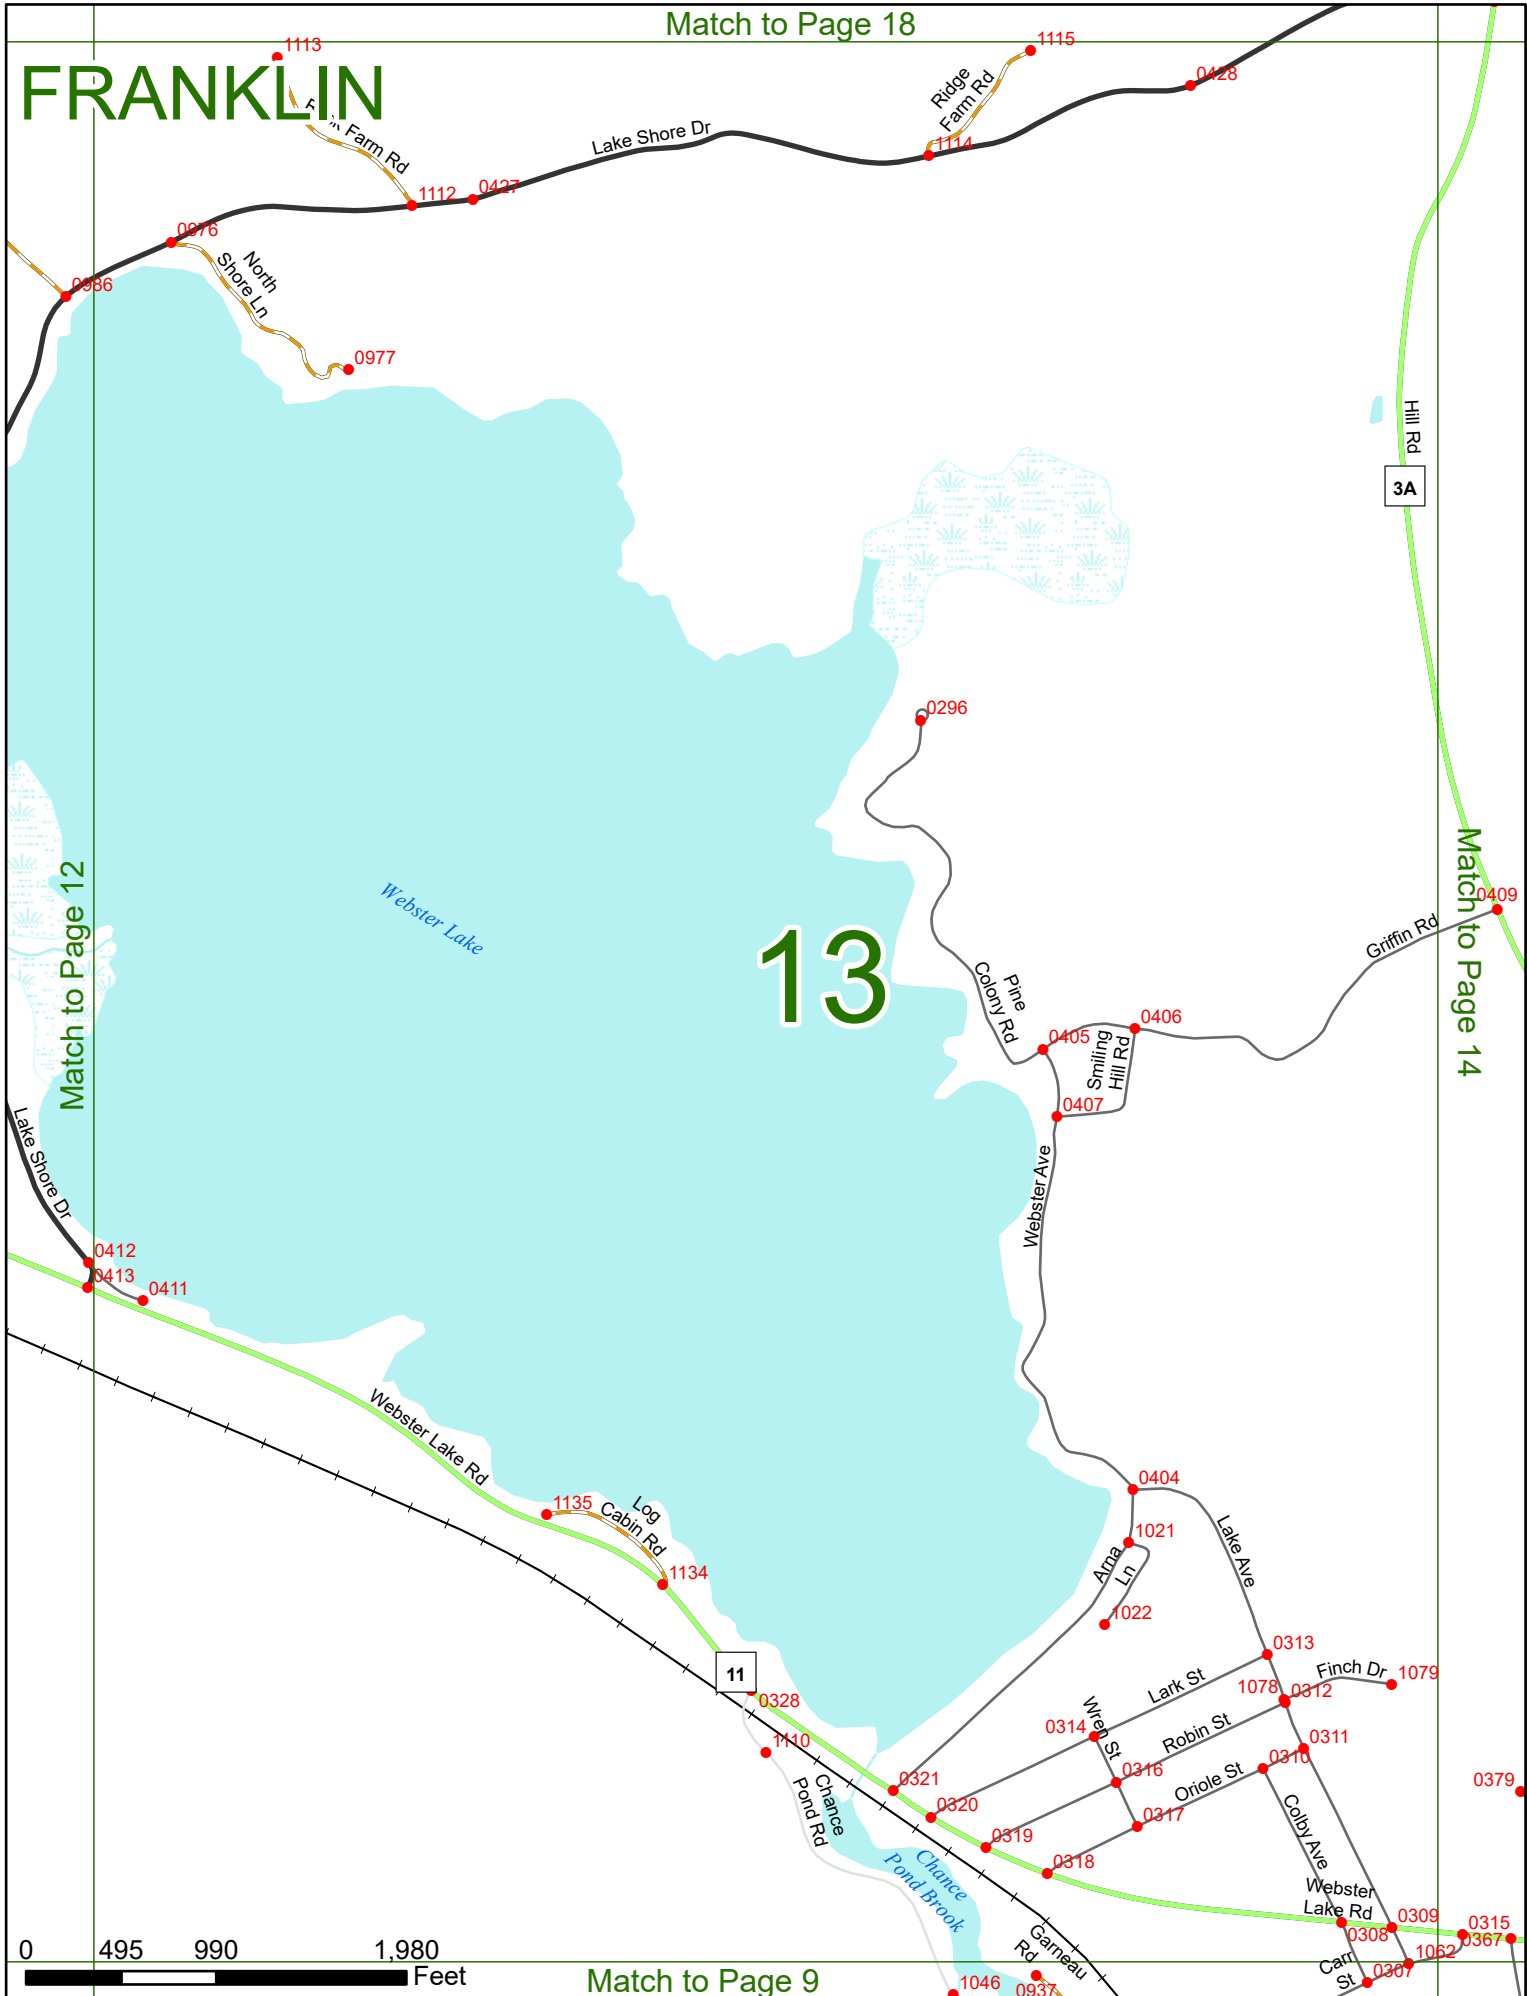 Match to Page 18
FRANKLIN
1113
1115
0428
Ridge
Farm Rd
Farm Rd
Lake Shore Dr
1114
1112
0427
0976
North
Shore Ln
0986
0977
Hill Rd
3A
0296
Match to Page 12
Webster Lake
13
Match to Page 14
0409
Griffin Rd
Pine
Colony Rd
0405
0406
Smiling
Hill Rd
0407
Lake Shore Dr
Webster Ave
0412
0413
0411
Webster Lake Rd
0404
1135
Log
Cabin Rd
1021
Lake Ave
Arna
Ln
1134
1022
0313
11
Lark St
Finch Dr
1079
1078
0312
0328
Wren St
0314
Robin St
0311
1110
0310
0316
Oriole St
0379
0321
Chance
Pond Rd
0320
0317
Colby Ave
0319
0318
Chance
Pond Brook
Webster
Lake Rd
0309
0308
0315
0367
Garneau
Rd
1062
Carr
St
0307
0
495
990
1,980
Feet
Match to Page 9
1046
0937